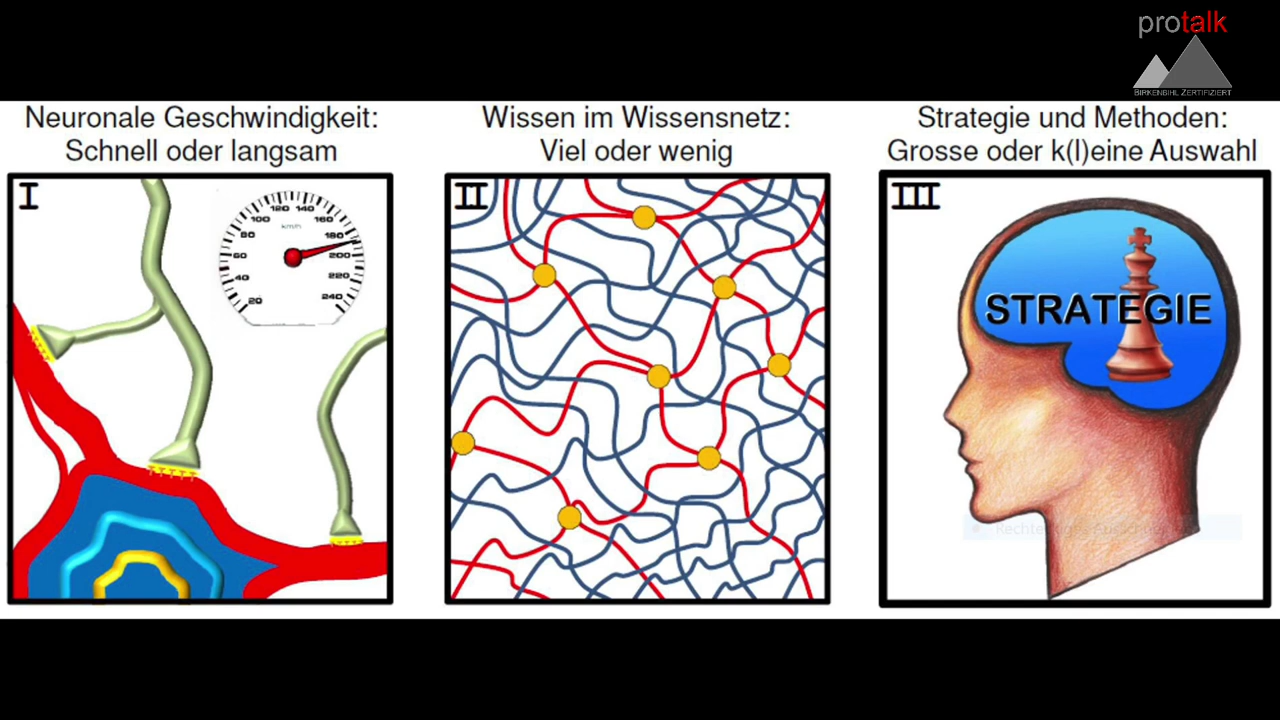 protalk
BIRKENBIHL ZERTIFIZIERT
Neuronale Geschwindigkeit:
Schnell oder langsam
Wissen im Wissensnetz:
Viel oder wenig
Strategie und Methoden:
Grosse oder k(l)eine Auswahl
I
120 140
100 160
km/h
80 180
60 200
40 220
20 240
II
III
STRATEGIE